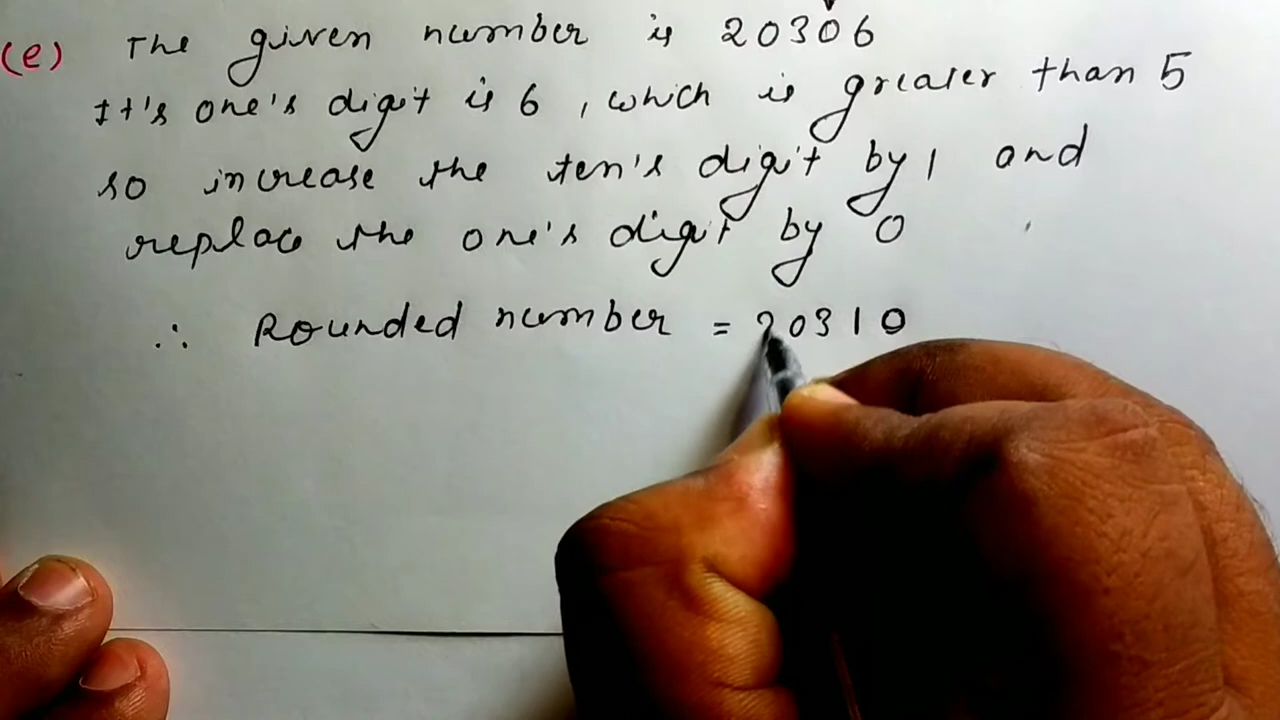 (e) The given number is 20306
It's one's digit is 6, which is greater than 5
so increase the ten's digit by 1 and
replace the one's digit by 0
∴ Rounded number = 20310